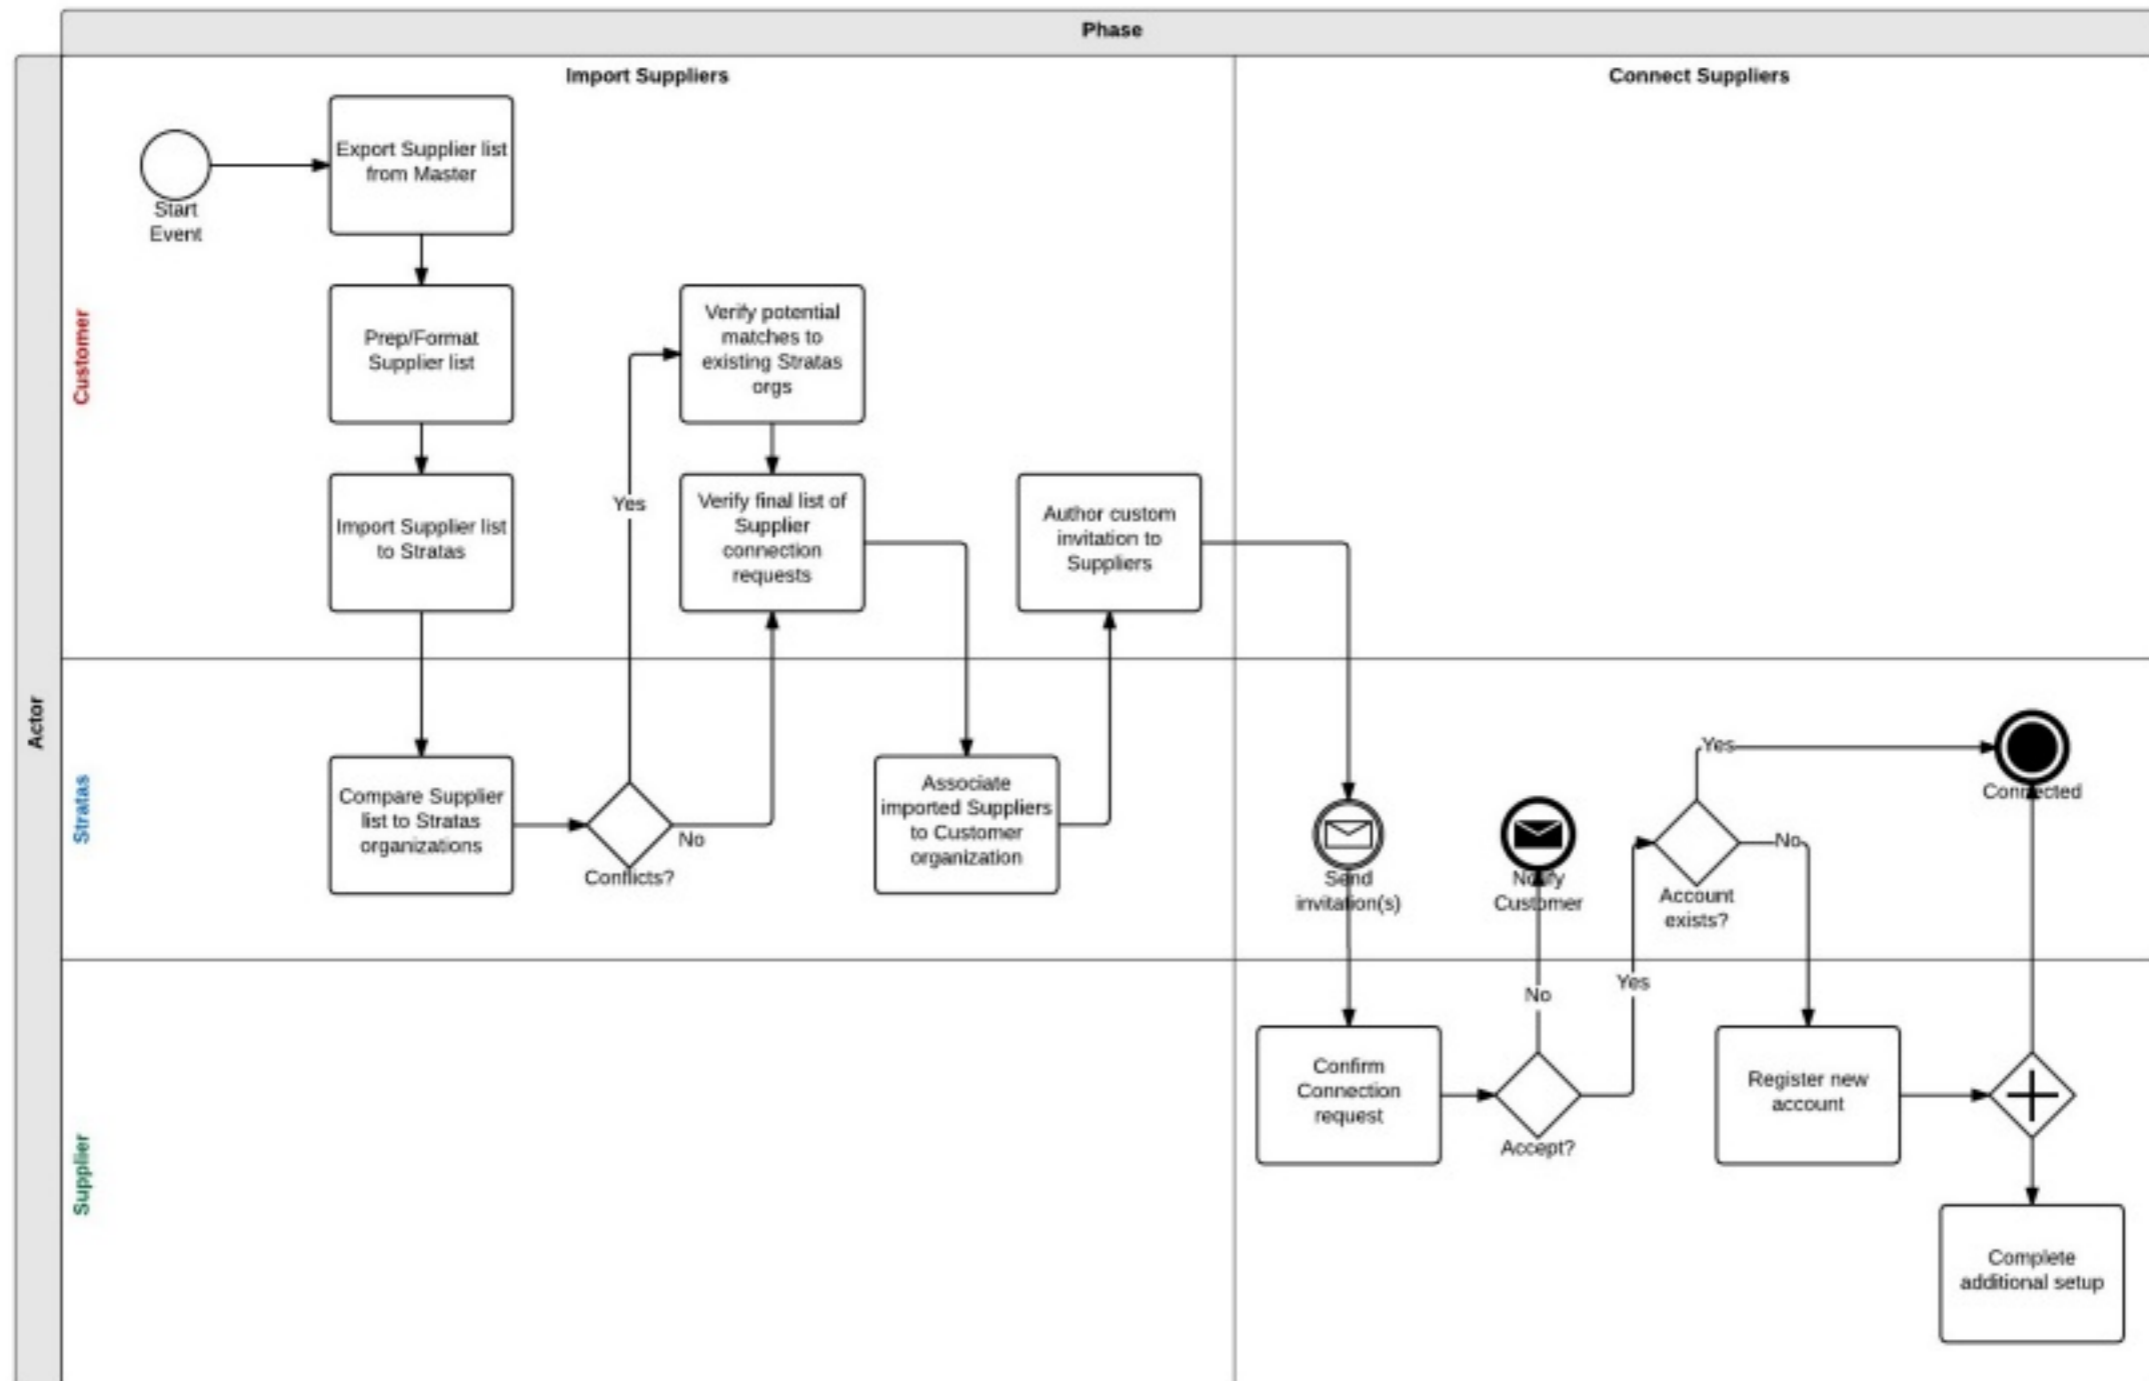 Phase
Import Suppliers
Connect Suppliers
Actor
Customer
Start
Event
Export Supplier list
from Master
Prep/Format
Supplier list
Import Supplier list
to Stratas
Yes
Verify potential
matches to
existing Stratas
orgs
Verify final list of
Supplier
connection
requests
Author custom
invitation to
Suppliers
Stratas
Compare Supplier
list to Stratas
organizations
Conflicts?
No
Associate
imported Suppliers
to Customer
organization
Send
invitation(s)
Notify
Customer
Yes
Account
exists?
No
Connected
Supplier
Confirm
Connection
request
No
Yes
Accept?
Register new
account
Complete
additional setup